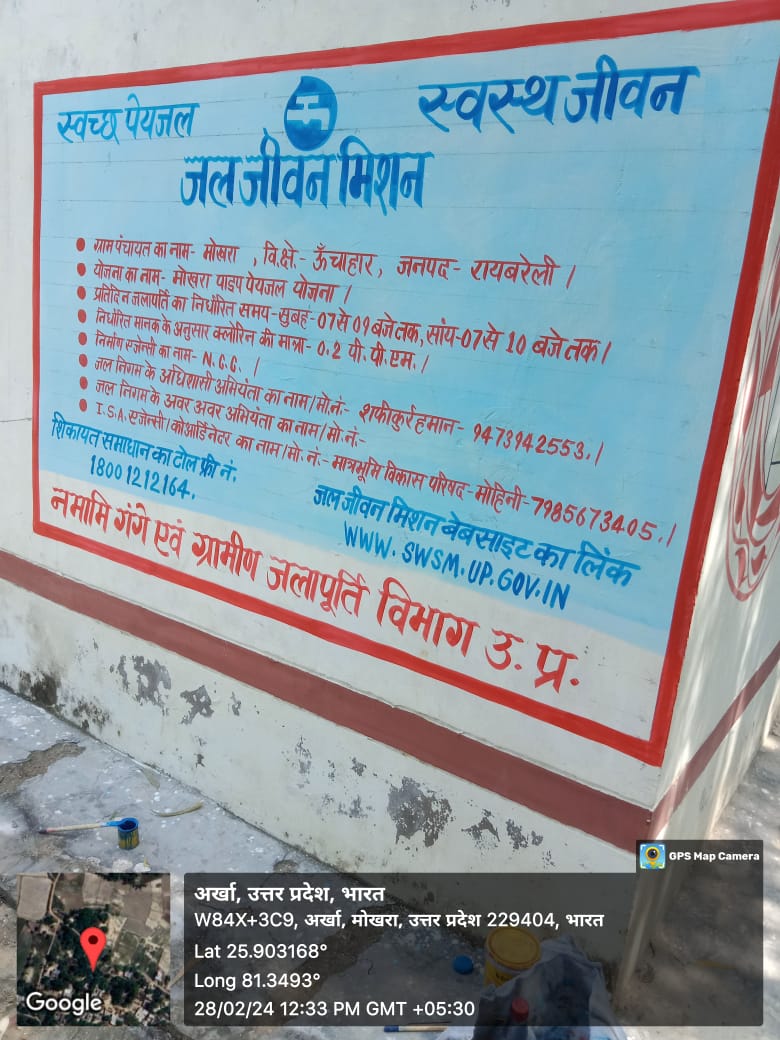 स्वच्छ पेयजल
स्वस्थ जीवन
जल जीवन मिशन
ग्राम पंचायत का नाम- मोखरा , वि.क्षे.- ऊँचाहार, जनपद- रायबरेली ।
योजना का नाम- मोखरा पाइप पेयजल योजना ।
प्रतिदिन जलापर्ति का निर्धारित समय-सुबह-07 से 09 बजे तक, सांय-07 से 10 बजे तक।
निर्धारित मानक के अनुसार क्लोरिन की मात्रा- 0.2 पी.पी.एम.।
निर्माण एजेन्सी का नाम- N.C.C. ।
जल निगम के अधिशासी अभियंता का नाम/मो.नं:- शफीकुर्रहमान- 9473942553.।
जल निगम के अवर अवर अभियंता का नाम/मो.नं:-
I.S.A. एजेन्सी/कोआर्डिनेटर का नाम/मो.नं:- मात्रभूमि विकास परिषद-मोहिनी-7985673405.।
शिकायत समाधान का टोल फ्री नं.
18001212164.
जल जीवन मिशन बेबसाइट का लिंक
WWW. SWSM.UP.GOV.IN
नमामि गंगे एवं ग्रामीण जलापूर्ति विभाग उ. प्र.
GPS Map Camera
अर्खा, उत्तर प्रदेश, भारत
W84X+3C9, अर्खा, मोखरा, उत्तर प्रदेश 229404, भारत
Lat 25.903168°
Long 81.3493°
28/02/24 12:33 PM GMT +05:30
Google